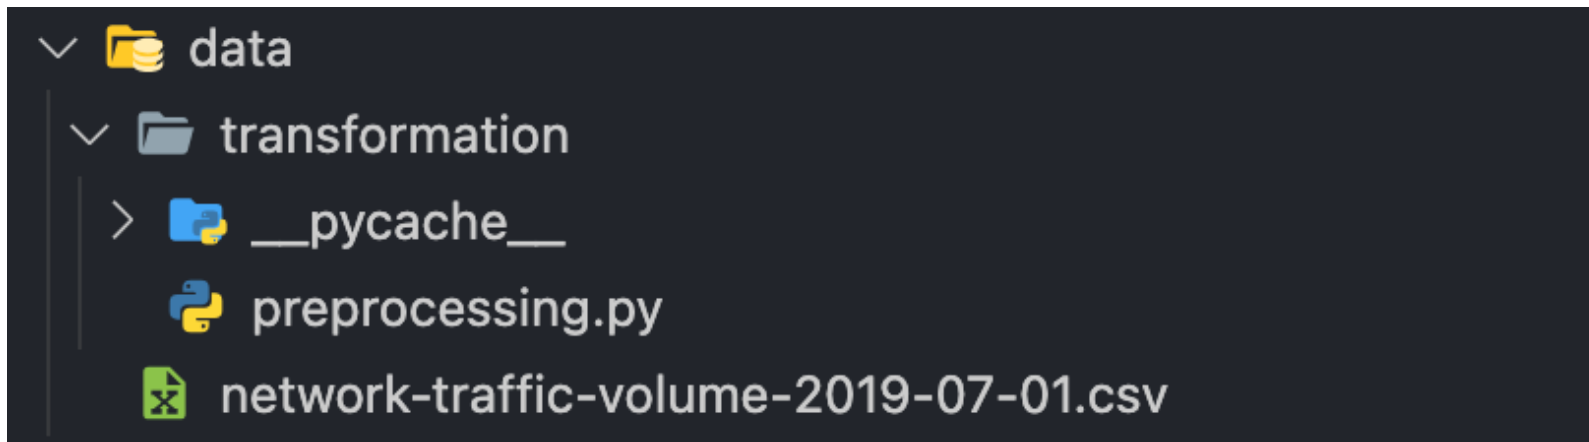 data
transformation
__pycache__
preprocessing.py
network-traffic-volume-2019-07-01.csv